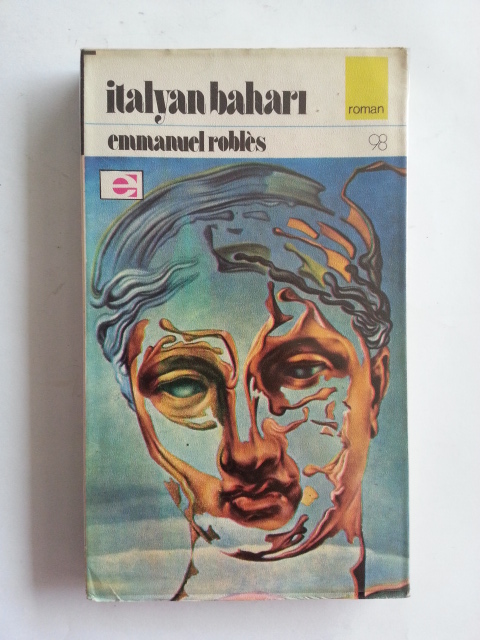 italyan baharı
roman
emmanuel roblès
98
e